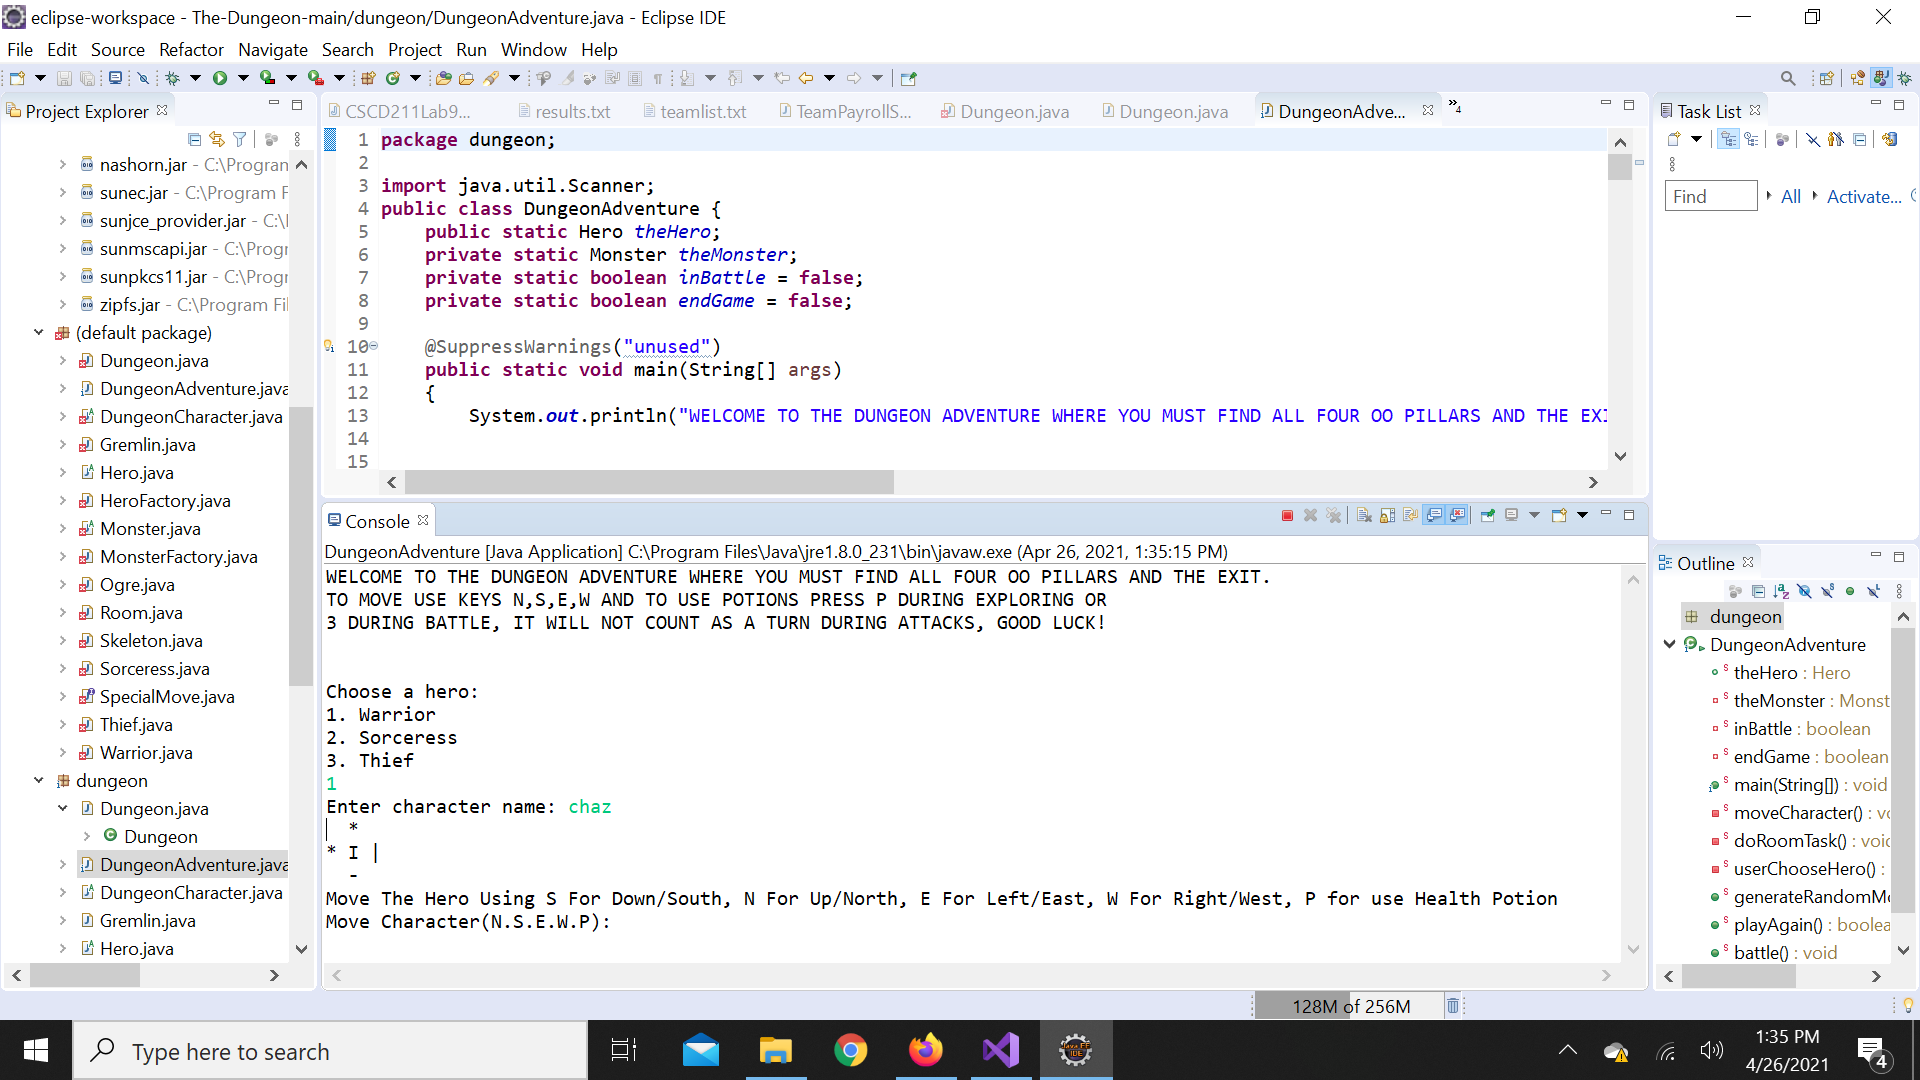 eclipse-workspace - The-Dungeon-main/dungeon/DungeonAdventure.java - Eclipse IDE
File Edit Source Refactor Navigate Search Project Run Window Help
Project Explorer
nashorn.jar - C:\Program
sunec.jar - C:\Program F
sunjce_provider.jar - C:\
sunmscapi.jar - C:\Progr
sunpkcs11.jar - C:\Progr
zipfs.jar - C:\Program Fil
(default package)
Dungeon.java
DungeonAdventure.java
DungeonCharacter.java
Gremlin.java
Hero.java
HeroFactory.java
Monster.java
MonsterFactory.java
Ogre.java
Room.java
Skeleton.java
Sorceress.java
SpecialMove.java
Thief.java
Warrior.java
dungeon
Dungeon.java
Dungeon
DungeonAdventure.java
DungeonCharacter.java
Gremlin.java
Hero.java
CSCD211Lab9... results.txt teamlist.txt TeamPayrollS... Dungeon.java Dungeon.java DungeonAdve... »4
1 package dungeon;
2
3 import java.util.Scanner;
4 public class DungeonAdventure {
5 public static Hero theHero;
6 private static Monster theMonster;
7 private static boolean inBattle = false;
8 private static boolean endGame = false;
9
10 @SuppressWarnings("unused")
11 public static void main(String[] args)
12 {
13 System.out.println("WELCOME TO THE DUNGEON ADVENTURE WHERE YOU MUST FIND ALL FOUR OO PILLARS AND THE EXI
14
15
Console
DungeonAdventure [Java Application] C:\Program Files\Java\jre1.8.0_231\bin\javaw.exe (Apr 26, 2021, 1:35:15 PM)
WELCOME TO THE DUNGEON ADVENTURE WHERE YOU MUST FIND ALL FOUR OO PILLARS AND THE EXIT.
TO MOVE USE KEYS N,S,E,W AND TO USE POTIONS PRESS P DURING EXPLORING OR
3 DURING BATTLE, IT WILL NOT COUNT AS A TURN DURING ATTACKS, GOOD LUCK!
Choose a hero:
1. Warrior
2. Sorceress
3. Thief
1
Enter character name: chaz
*
* I |
-
Move The Hero Using S For Down/South, N For Up/North, E For Left/East, W For Right/West, P for use Health Potion
Move Character(N.S.E.W.P):
Task List
Find All Activate...
Outline
dungeon
DungeonAdventure
theHero : Hero
theMonster : Monst
inBattle : boolean
endGame : boolean
main(String[]) : void
moveCharacter() : vo
doRoomTask() : void
userChooseHero() :
generateRandomMo
playAgain() : boolea
battle() : void
128M of 256M
Type here to search
1:35 PM
4/26/2021
4